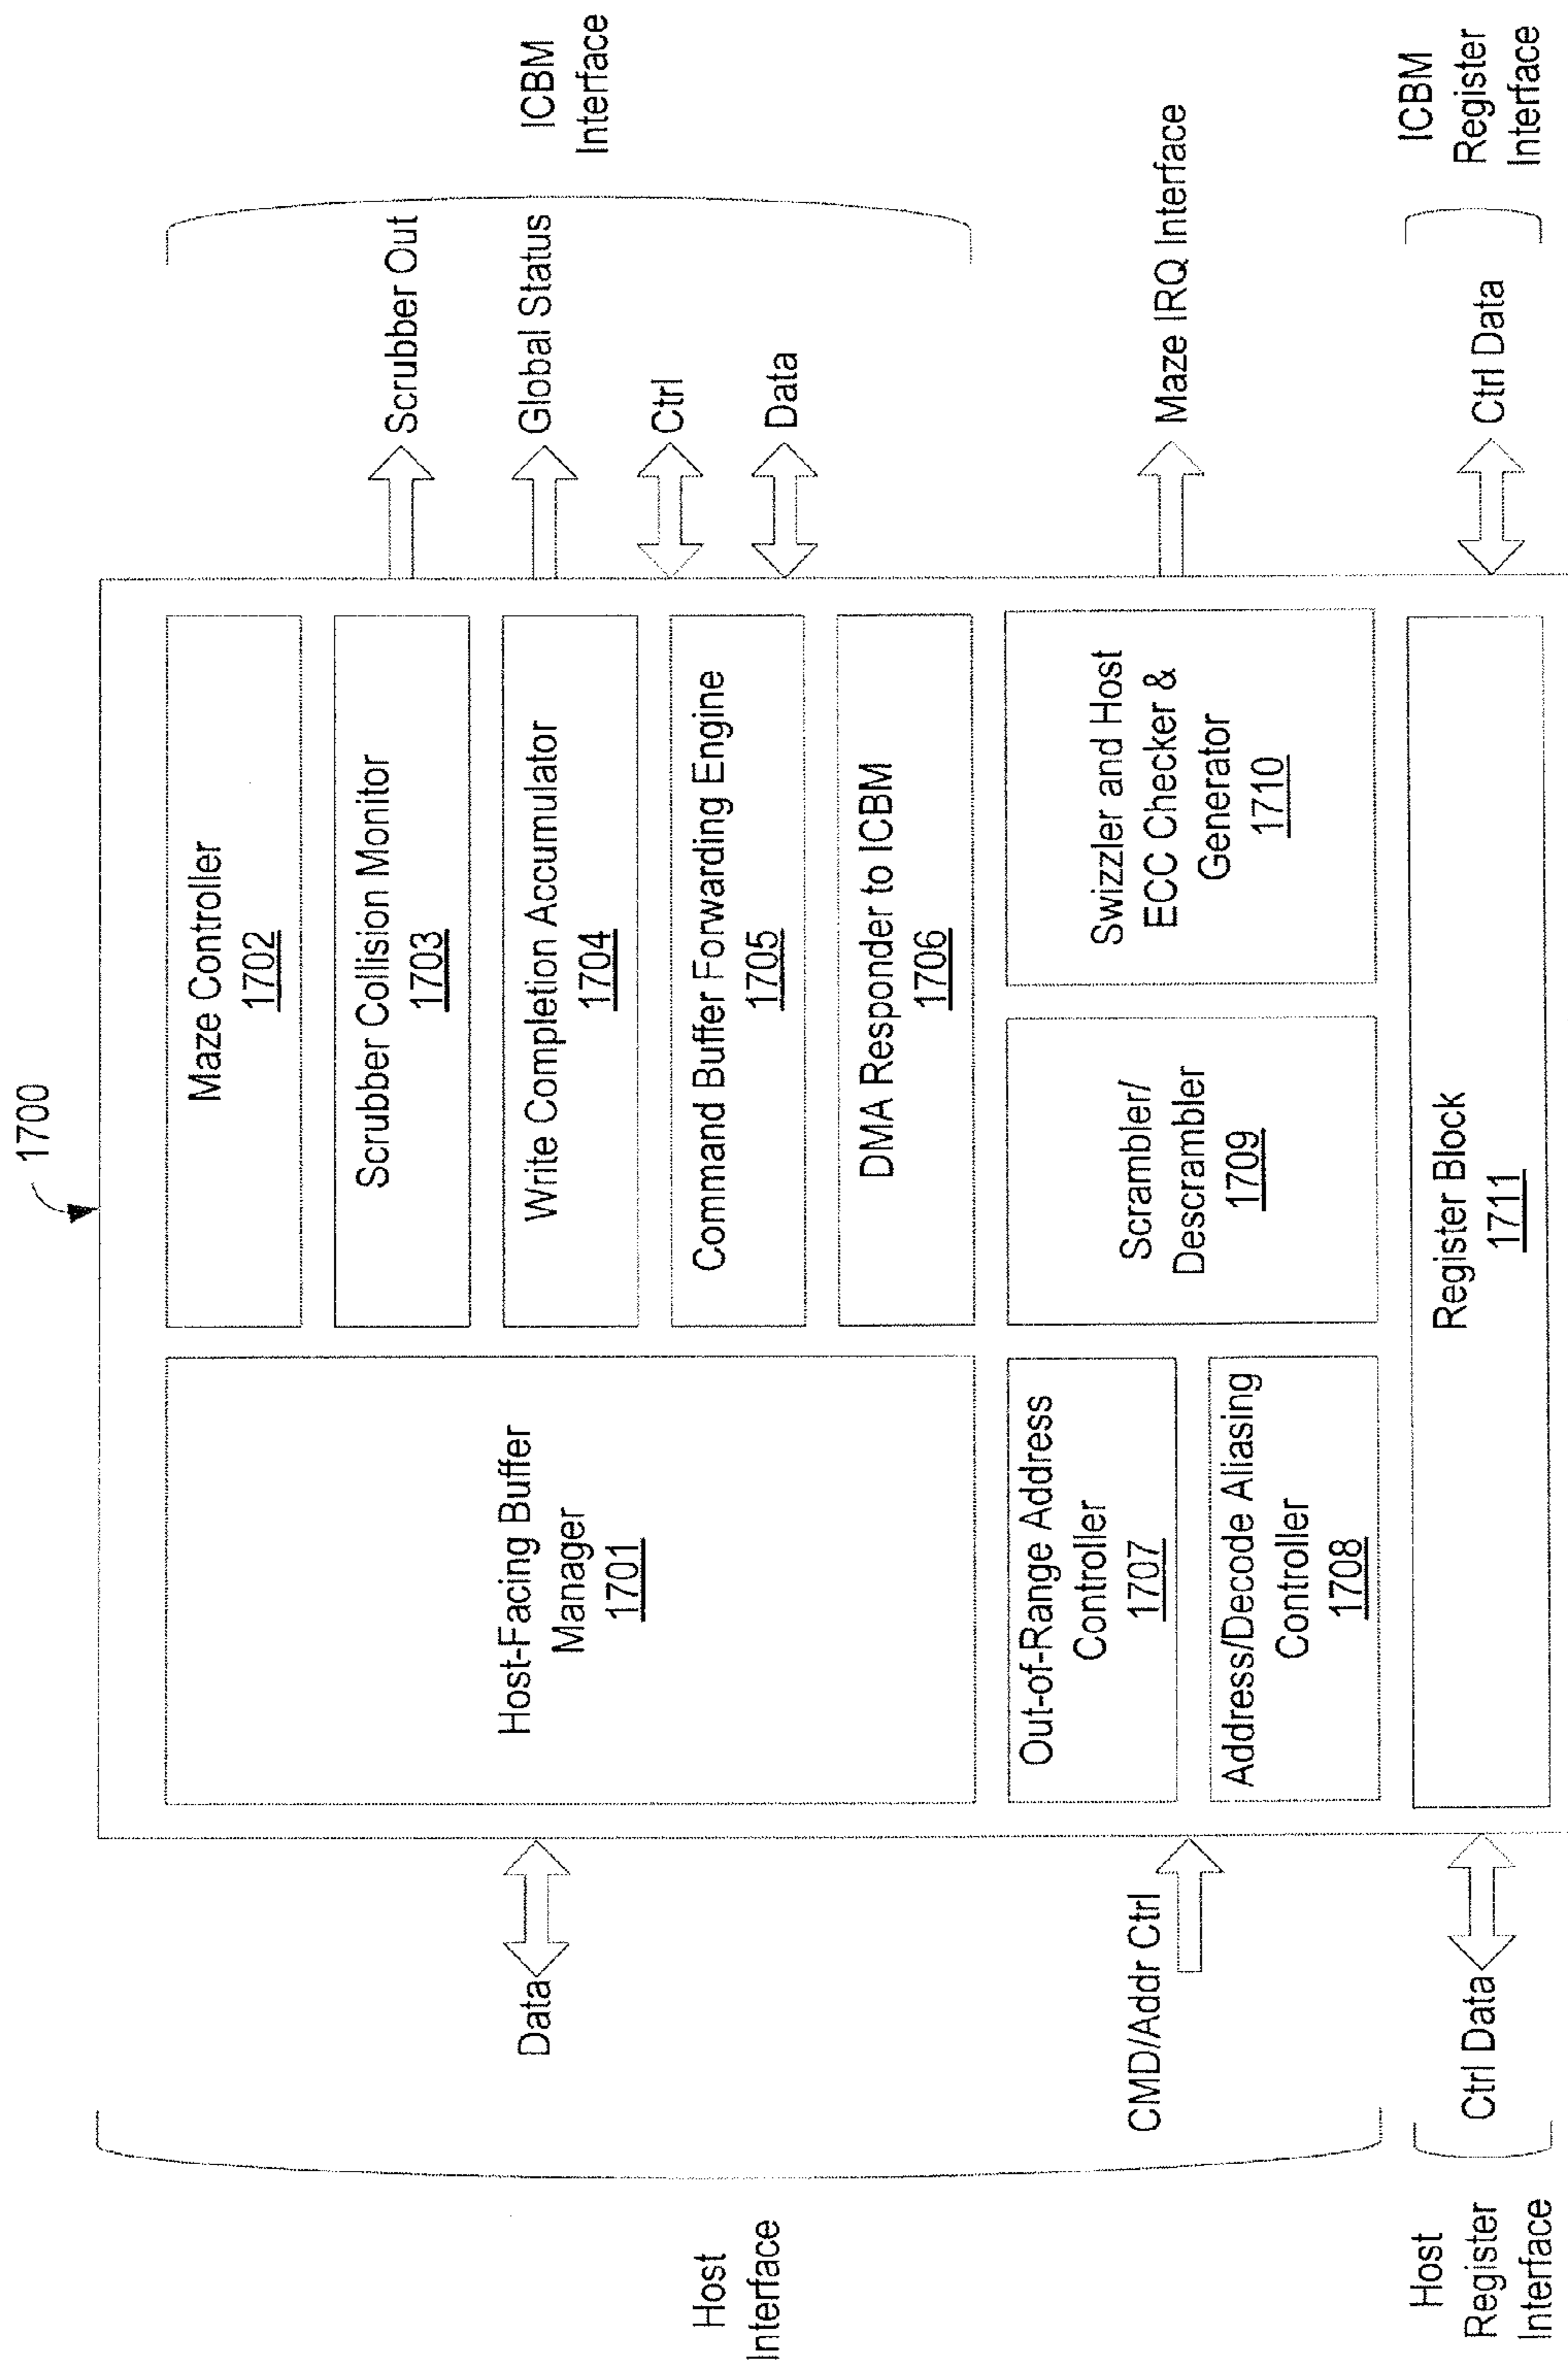 1700
Host
Interface
Data
CMD/Addr Ctrl
Host
Register
Interface
Ctrl Data
Host-Facing Buffer
Manager
1701
Maze Controller
1702
Scrubber Collision Monitor
1703
Write Completion Accumulator
1704
Command Buffer Forwarding Engine
1705
DMA Responder to ICBM
1706
Out-of-Range Address
Controller
1707
Address/Decode Aliasing
Controller
1708
Scrambler/
Descrambler
1709
Swizzler and Host
ECC Checker &
Generator
1710
Register Block
1711
Scrubber Out
Global Status
Ctrl
Data
ICBM
Interface
Maze IRQ Interface
Ctrl Data
ICBM
Register
Interface